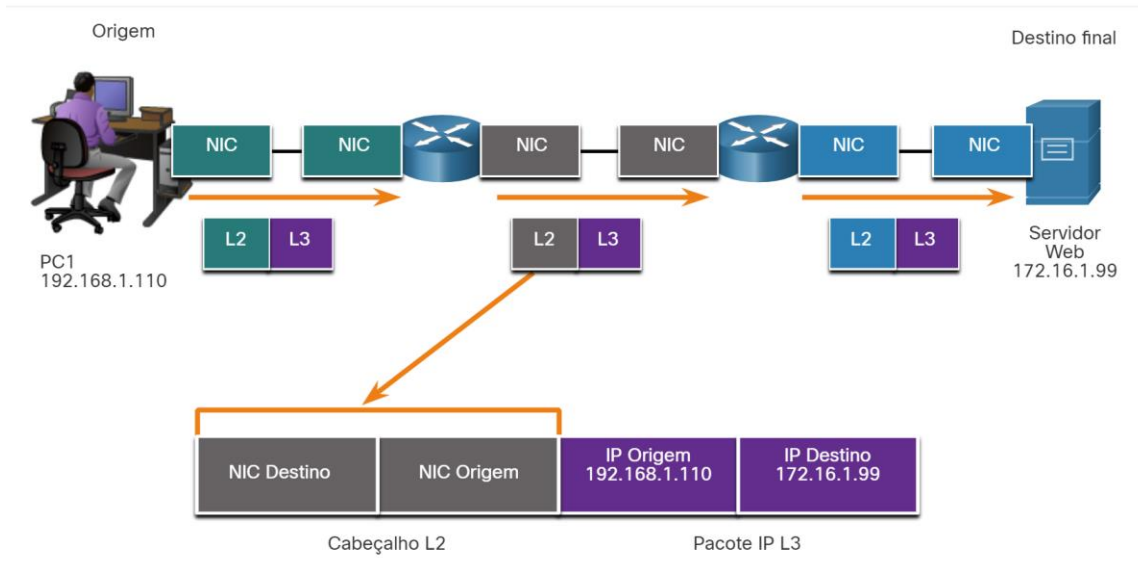 Origem
Destino final
NIC
NIC
NIC
NIC
NIC
NIC
L2
L3
L2
L3
L2
L3
PC1
192.168.1.110
Servidor
Web
172.16.1.99
NIC Destino
NIC Origem
IP Origem
192.168.1.110
IP Destino
172.16.1.99
Cabeçalho L2
Pacote IP L3